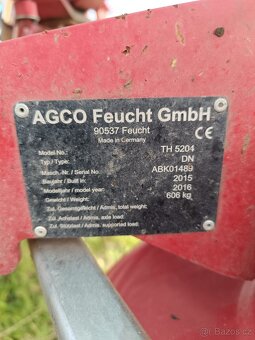 AGCO Feucht GmbH
90537 Feucht
Made in Germany CE
Model No.: TH 5204
Typ / Type: DN
Masch.-Nr. / Serial No. ABK01489
Baujahr / Built in: 2015
Modelljahr / model year: 2016
Gewicht / Weight: 606 kg
Zul. Gesamtgewicht / Admis. total weight:
Zul. Achslast / Admis. axle load:
Zul. Stützlast / Admis. supported load:
Sbazoš.cz